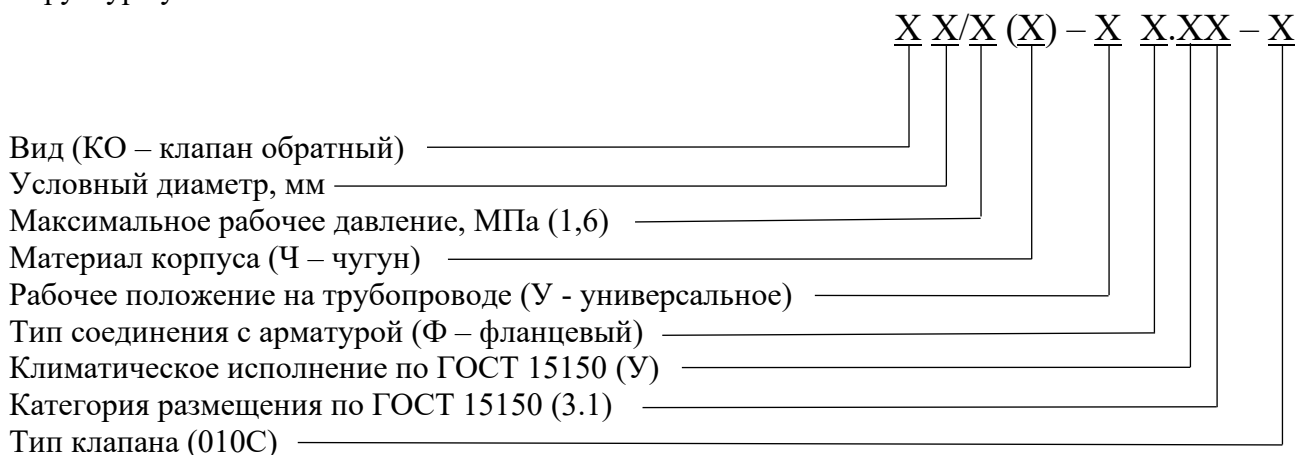 X X/X (X) – X X.XX – X
Вид (КО – клапан обратный)
Условный диаметр, мм
Максимальное рабочее давление, МПа (1,6)
Материал корпуса (Ч – чугун)
Рабочее положение на трубопроводе (У - универсальное)
Тип соединения с арматурой (Ф – фланцевый)
Климатическое исполнение по ГОСТ 15150 (У)
Категория размещения по ГОСТ 15150 (3.1)
Тип клапана (010С)